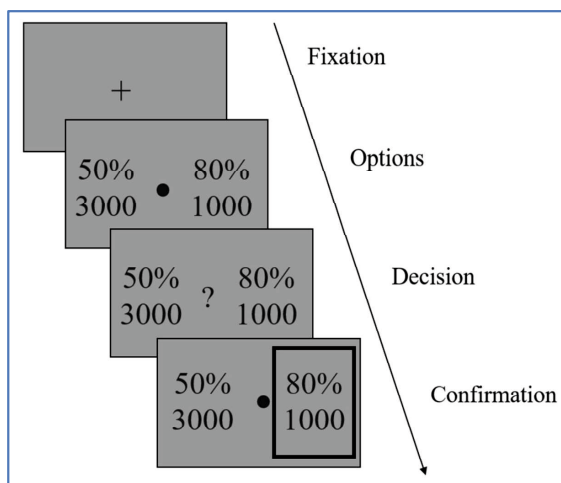 Fixation
+
Options
50% 80%
3000 ● 1000
Decision
50% 80%
3000 ? 1000
Confirmation
50% 80%
3000 ● 1000